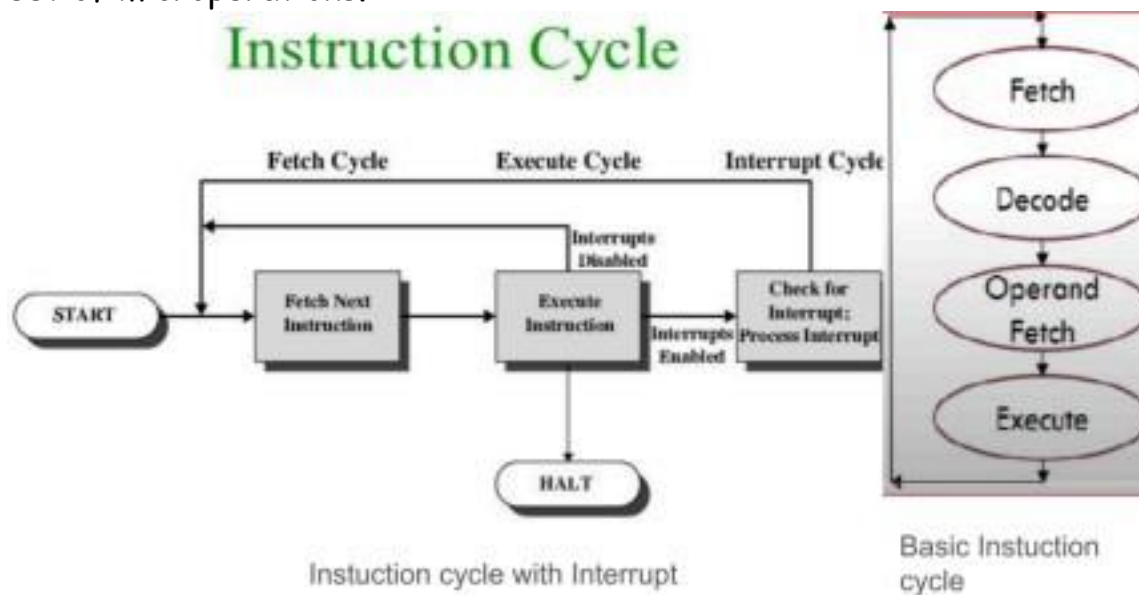 Instruction Cycle
Fetch Cycle
Execute Cycle
Interrupt Cycle
START
Fetch Next
Instruction
Execute
Instruction
Interrupts
Disabled
Interrupts
Enabled
Check for
Interrupt:
Process Interrupt
HALT
Instuction cycle with Interrupt
Fetch
Decode
Operand
Fetch
Execute
Basic Instuction
cycle